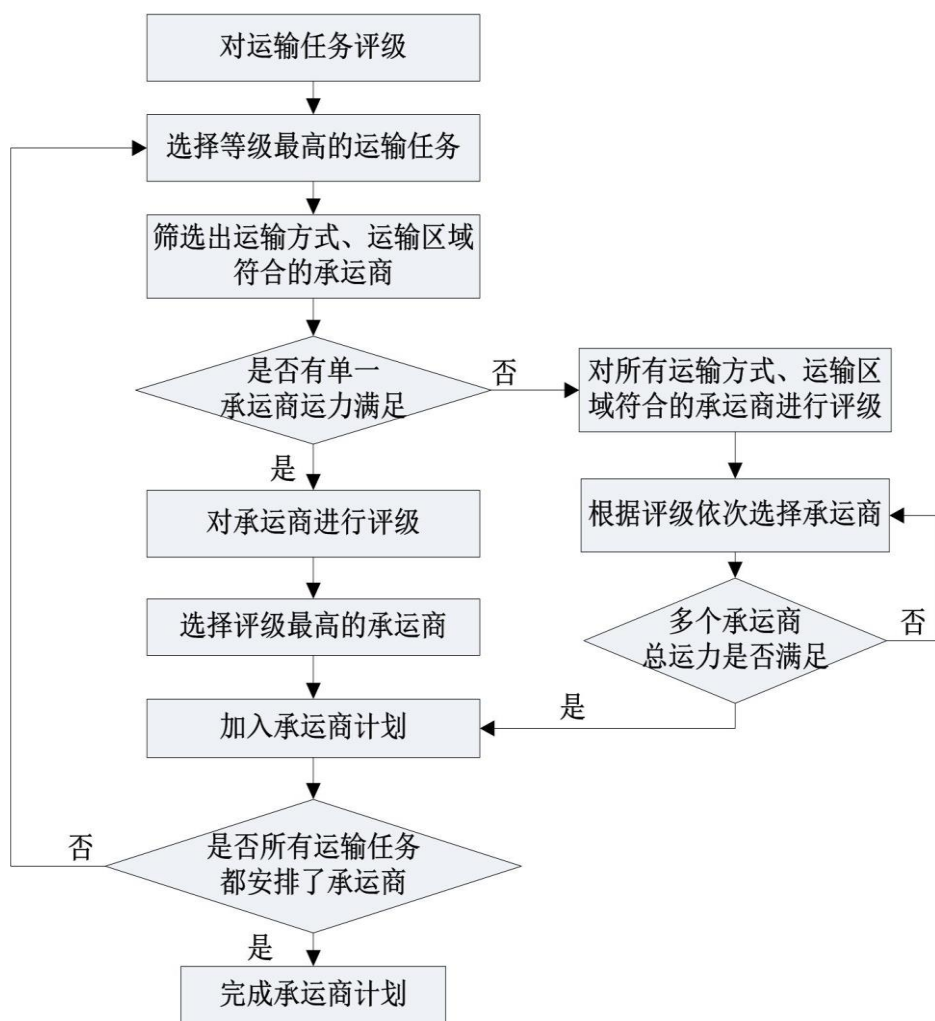 对运输任务评级
选择等级最高的运输任务
筛选出运输方式、运输区域
符合的承运商
是否有单一
承运商运力满足
否
对所有运输方式、运输区
域符合的承运商进行评级
是
对承运商进行评级
根据评级依次选择承运商
选择评级最高的承运商
多个承运商
总运力是否满足
否
是
加入承运商计划
否
是否所有运输任务
都安排了承运商
是
完成承运商计划